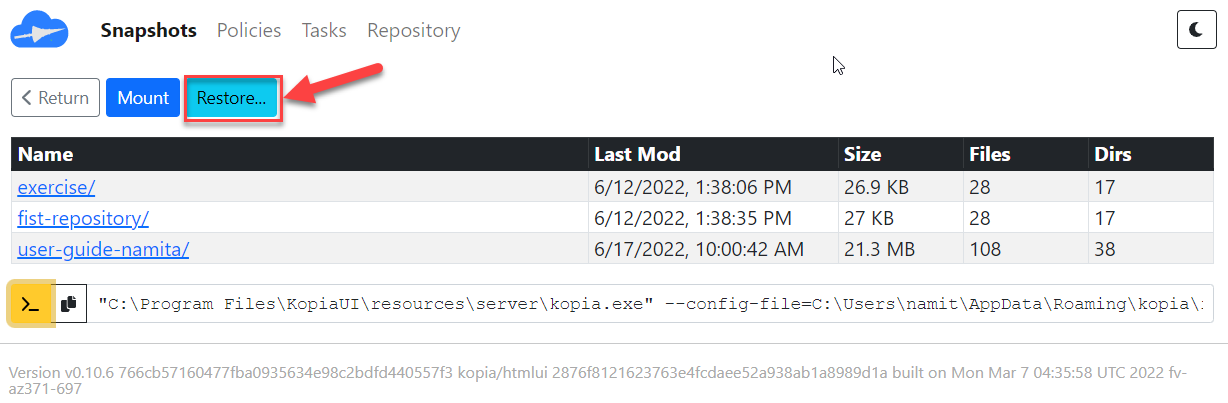 Snapshots Policies Tasks Repository
Return Mount Restore...
Name Last Mod Size Files Dirs
exercise/ 6/12/2022, 1:38:06 PM 26.9 KB 28 17
fist-repository/ 6/12/2022, 1:38:35 PM 27 KB 28 17
user-guide-namita/ 6/17/2022, 10:00:42 AM 21.3 MB 108 38
"C:\Program Files\KopiaUI\resources\server\kopia.exe" --config-file=C:\Users\namit\AppData\Roaming\kopia\
Version v0.10.6 766cb57160477fba0935634e98c2bdfd440557f3 kopia/htmlui 2876f8121623763e4fcdaee52a938ab1a8989d1a built on Mon Mar 7 04:35:58 UTC 2022 fv-
az371-697